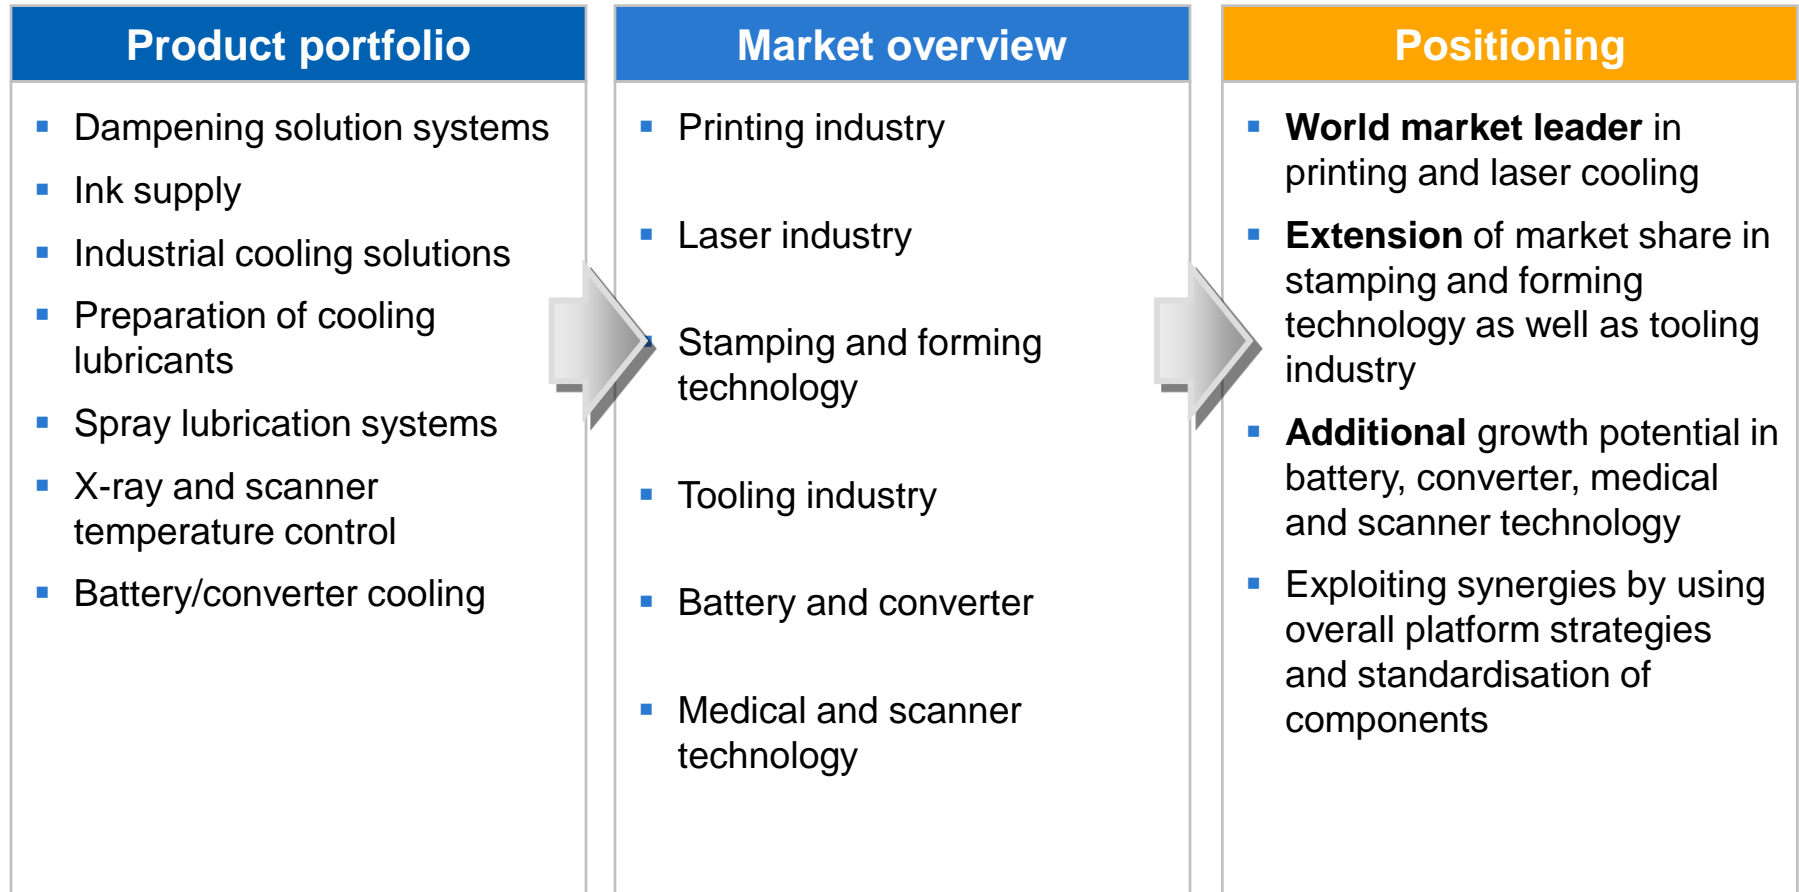 Product portfolio
Dampening solution systems
Ink supply
Industrial cooling solutions
Preparation of cooling
lubricants
Spray lubrication systems
X-ray and scanner
temperature control
Battery/converter cooling
Market overview
Printing industry
Laser industry
Stamping and forming
technology
Tooling industry
Battery and converter
Medical and scanner
technology
Positioning
World market leader in
printing and laser cooling
Extension of market share in
stamping and forming
technology as well as tooling
industry
Additional growth potential in
battery, converter, medical
and scanner technology
Exploiting synergies by using
overall platform strategies
and standardisation of
components